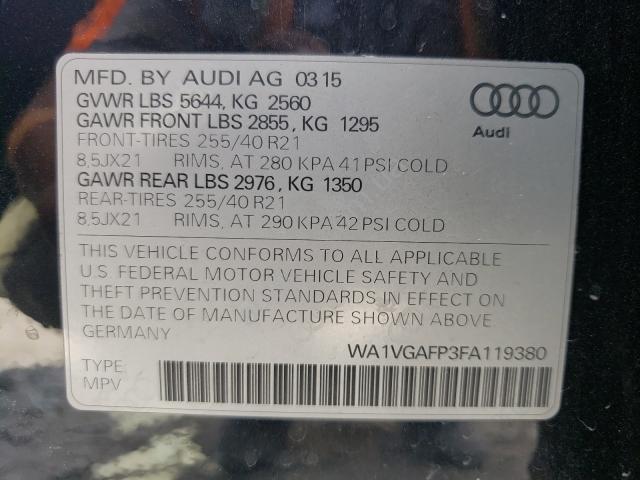 MFD. BY AUDI AG 03 15
GVWR LBS 5644, KG 2560
GAWR FRONT LBS 2855, KG 1295
FRONT-TIRES 255/40 R21
8,5JX21 RIMS, AT 280 KPA 41 PSI COLD
GAWR REAR LBS 2976, KG 1350
REAR-TIRES 255/40 R21
8,5JX21 RIMS, AT 290 KPA 42 PSI COLD
Audi
THIS VEHICLE CONFORMS TO ALL APPLICABLE
U.S. FEDERAL MOTOR VEHICLE SAFETY AND
THEFT PREVENTION STANDARDS IN EFFECT ON
THE DATE OF MANUFACTURE SHOWN ABOVE
GERMANY
WA1VGAFP3FA119380
TYPE
MPV